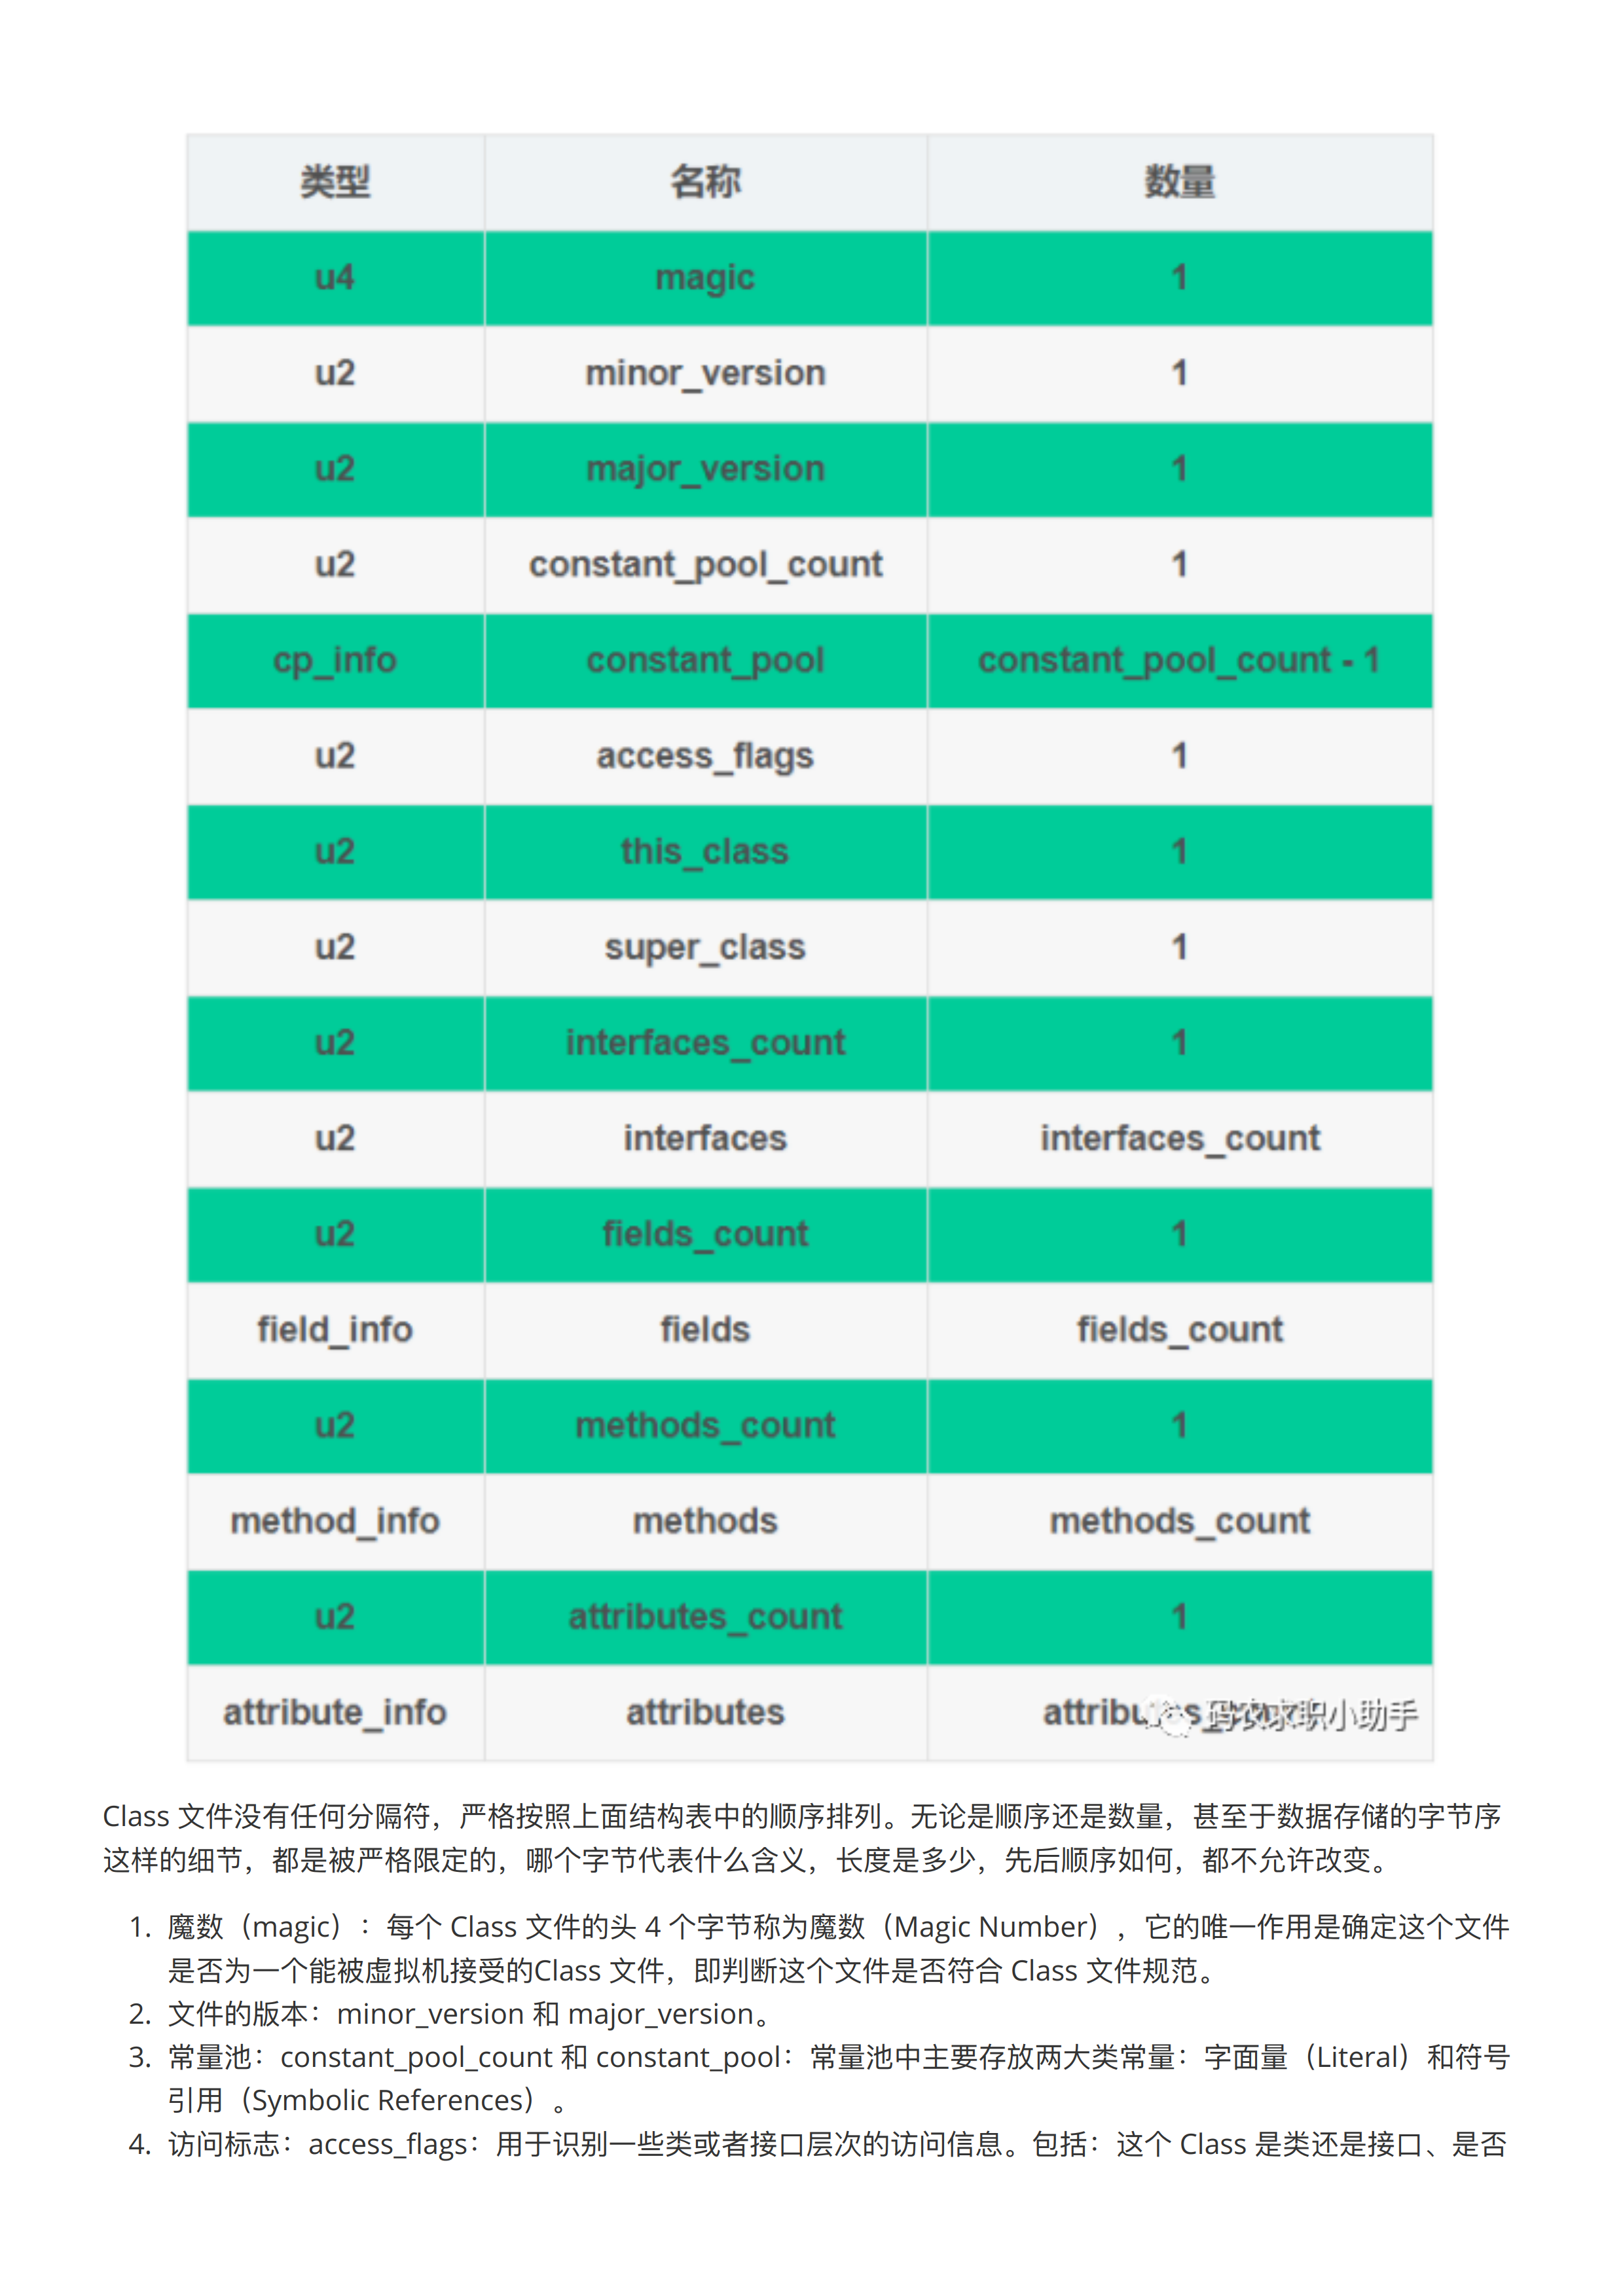 类型 名称 数量
u4 magic 1
u2 minor_version 1
u2 major_version 1
u2 constant_pool_count 1
cp_info constant_pool constant_pool_count - 1
u2 access_flags 1
u2 this_class 1
u2 super_class 1
u2 interfaces_count 1
u2 interfaces interfaces_count
u2 fields_count 1
field_info fields fields_count
u2 methods_count 1
method_info methods methods_count
u2 attributes_count 1
attribute_info attributes
码农求职小助手
Class 文件没有任何分隔符，严格按照上面结构表中的顺序排列。无论是顺序还是数量，甚至于数据存储的字节序
这样的细节，都是被严格限定的，哪个字节代表什么含义，长度是多少，先后顺序如何，都不允许改变。
1. 魔数（magic）：每个 Class 文件的头 4 个字节称为魔数（Magic Number），它的唯一作用是确定这个文件
是否为一个能被虚拟机接受的Class 文件，即判断这个文件是否符合 Class 文件规范。
2. 文件的版本：minor_version 和 major_version。
3. 常量池：constant_pool_count 和 constant_pool：常量池中主要存放两大类常量：字面量（Literal）和符号
引用（Symbolic References）。
4. 访问标志：access_flags：用于识别一些类或者接口层次的访问信息。包括：这个 Class 是类还是接口、是否